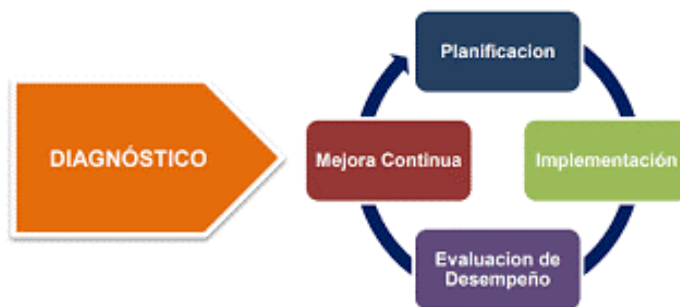 Planificacion
DIAGNÓSTICO
Mejora Continua
Implementación
Evaluacion de
Desempeño